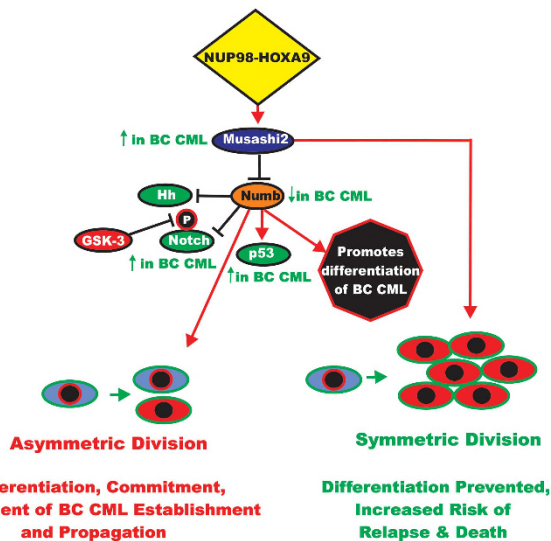 NUP98-HOXA9
↑in BC CML
Musashi2
Hh
Numb
↓in BC CML
P
GSK-3
Notch
↑in BC CML
p53
↑in BC CML
Promotes
differentiation
of BC CML
Asymmetric Division
Symmetric Division
erentiation, Commitment,
ent of BC CML Establishment
and Propagation
Differentiation Prevented,
Increased Risk of
Relapse & Death